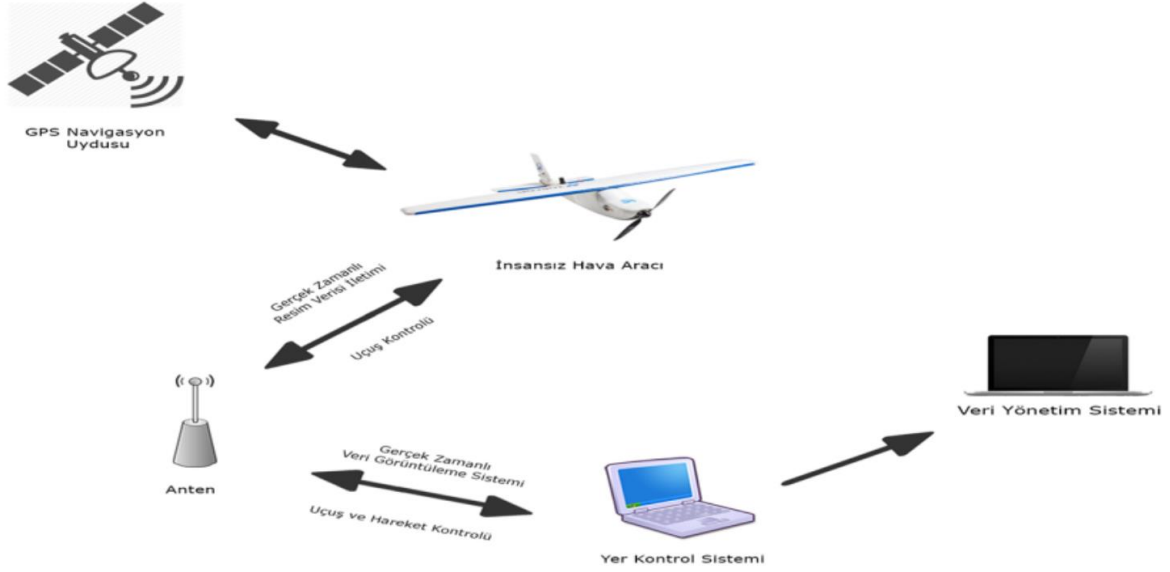 GPS Navigasyon
Uydusu
İnsansız Hava Aracı
Gerçek Zamanlı
Resim Verisi İletimi
Uçuş Kontrolü
Anten
Gerçek Zamanlı
Veri Görüntüleme Sistemi
Uçuş ve Hareket Kontrolü
Yer Kontrol Sistemi
Veri Yönetim Sistemi